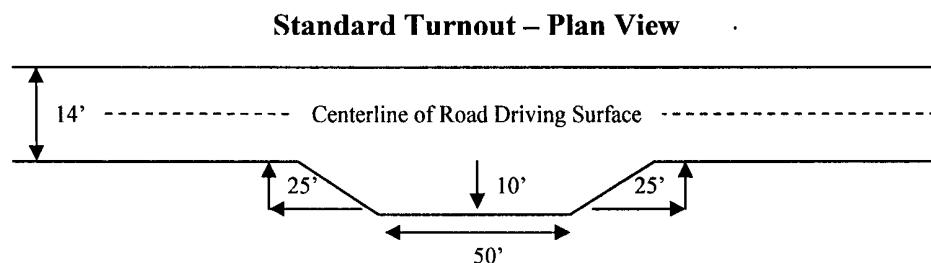 Standard Turnout – Plan View
14'
Centerline of Road Driving Surface
25'
10'
25'
50'